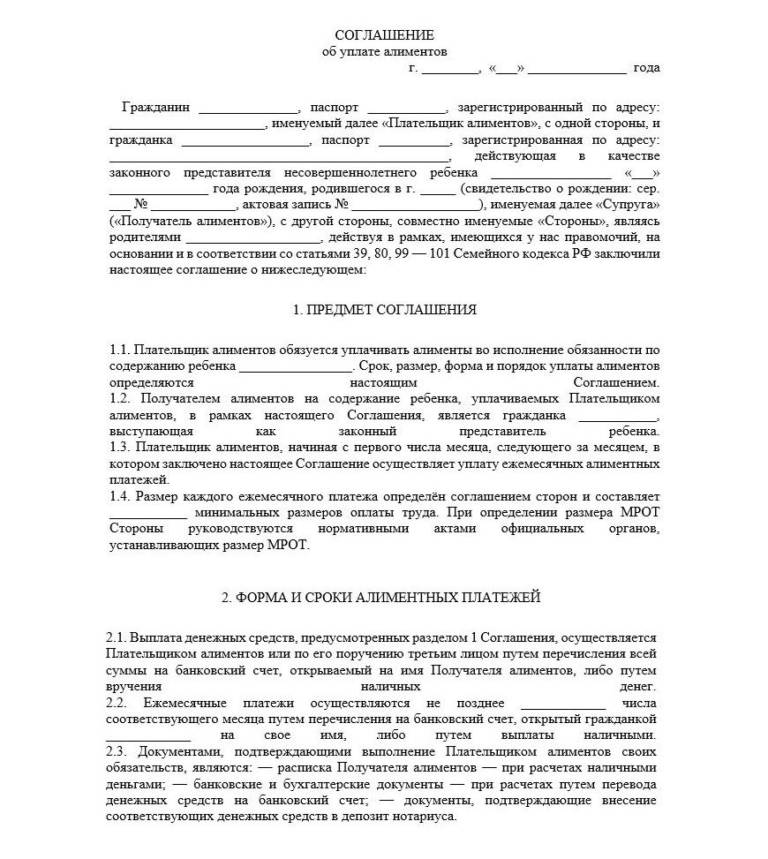 СОГЛАШЕНИЕ
об уплате алиментов
г. ________, «___» ______________ года
Гражданин ______________, паспорт ___________, зарегистрированный по адресу:
______________________, именуемый далее «Плательщик алиментов», с одной стороны, и
гражданка __________________, паспорт __________, зарегистрированная по адресу:
________________________________________________, действующая в качестве
законного представителя несовершеннолетнего ребенка _________________ «___»
______________ года рождения, родившегося в г. _____ (свидетельство о рождении: сер.
___ № ____________, актовая запись № __________________), именуемая далее «Супруга»
(«Получатель алиментов»), с другой стороны, совместно именуемые «Стороны», являясь
родителями ___________________, действуя в рамках, имеющихся у нас правомочий, на
основании и в соответствии со статьями 39, 80, 99 — 101 Семейного кодекса РФ заключили
настоящее соглашение о нижеследующем:
1. ПРЕДМЕТ СОГЛАШЕНИЯ
1.1. Плательщик алиментов обязуется уплачивать алименты во исполнение обязанности по
содержанию ребенка ________________. Срок, размер, форма и порядок уплаты алиментов
определяются настоящим Соглашением.
1.2. Получателем алиментов на содержание ребенка, уплачиваемых Плательщиком
алиментов, в рамках настоящего Соглашения, является гражданка ___________,
выступающая как законный представитель ребенка.
1.3. Плательщик алиментов, начиная с первого числа месяца, следующего за месяцем, в
котором заключено настоящее Соглашение осуществляет уплату ежемесячных алиментных
платежей.
1.4. Размер каждого ежемесячного платежа определён соглашением сторон и составляет
___________ минимальных размеров оплаты труда. При определении размера МРОТ
Стороны руководствуются нормативными актами официальных органов,
устанавливающих размер МРОТ.
2. ФОРМА И СРОКИ АЛИМЕНТНЫХ ПЛАТЕЖЕЙ
2.1. Выплата денежных средств, предусмотренных разделом 1 Соглашения, осуществляется
Плательщиком алиментов или по его поручению третьим лицом путем перечисления всей
суммы на банковский счет, открываемый на имя Получателя алиментов, либо путем
вручения наличных денег.
2.2. Ежемесячные платежи осуществляются не позднее ____________ числа
соответствующего месяца путем перечисления на банковский счет, открытый гражданкой
____________ на свое имя, либо путем выплаты наличными.
2.3. Документами, подтверждающими выполнение Плательщиком алиментов своих
обязательств, являются: — расписка Получателя алиментов — при расчетах наличными
деньгами; — банковские и бухгалтерские документы — при расчетах путем перевода
денежных средств на банковский счет; — документы, подтверждающие внесение
соответствующих денежных средств в депозит нотариуса.